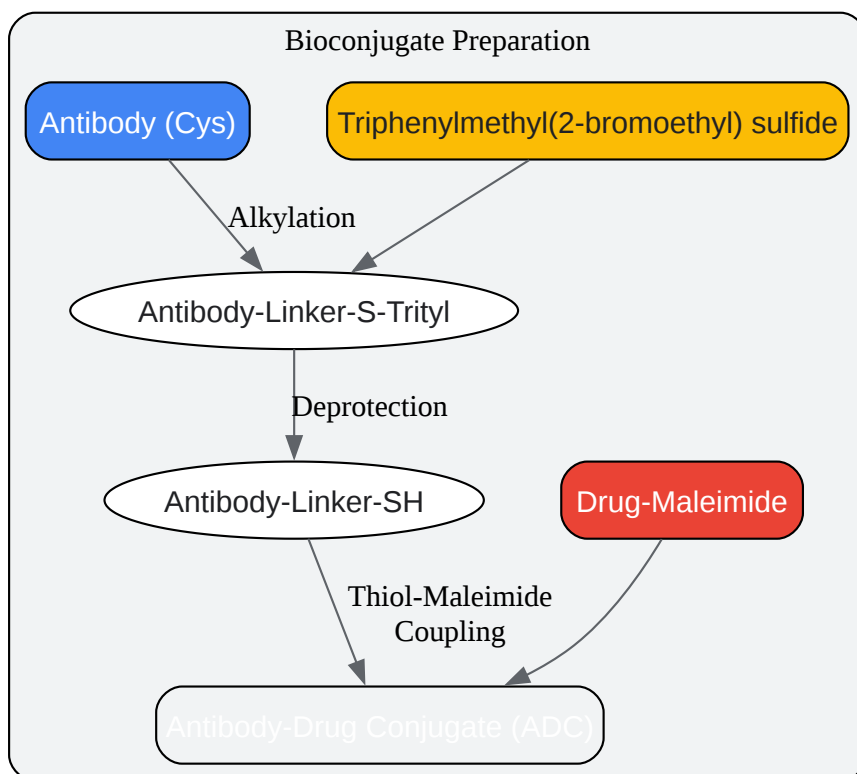 Bioconjugate Preparation
Antibody (Cys)
Triphenylmethyl(2-bromoethyl) sulfide
Alkylation
Antibody-Linker-S-Trityl
Deprotection
Antibody-Linker-SH
Drug-Maleimide
Thiol-Maleimide
Coupling
Antibody-Drug Conjugate (ADC)